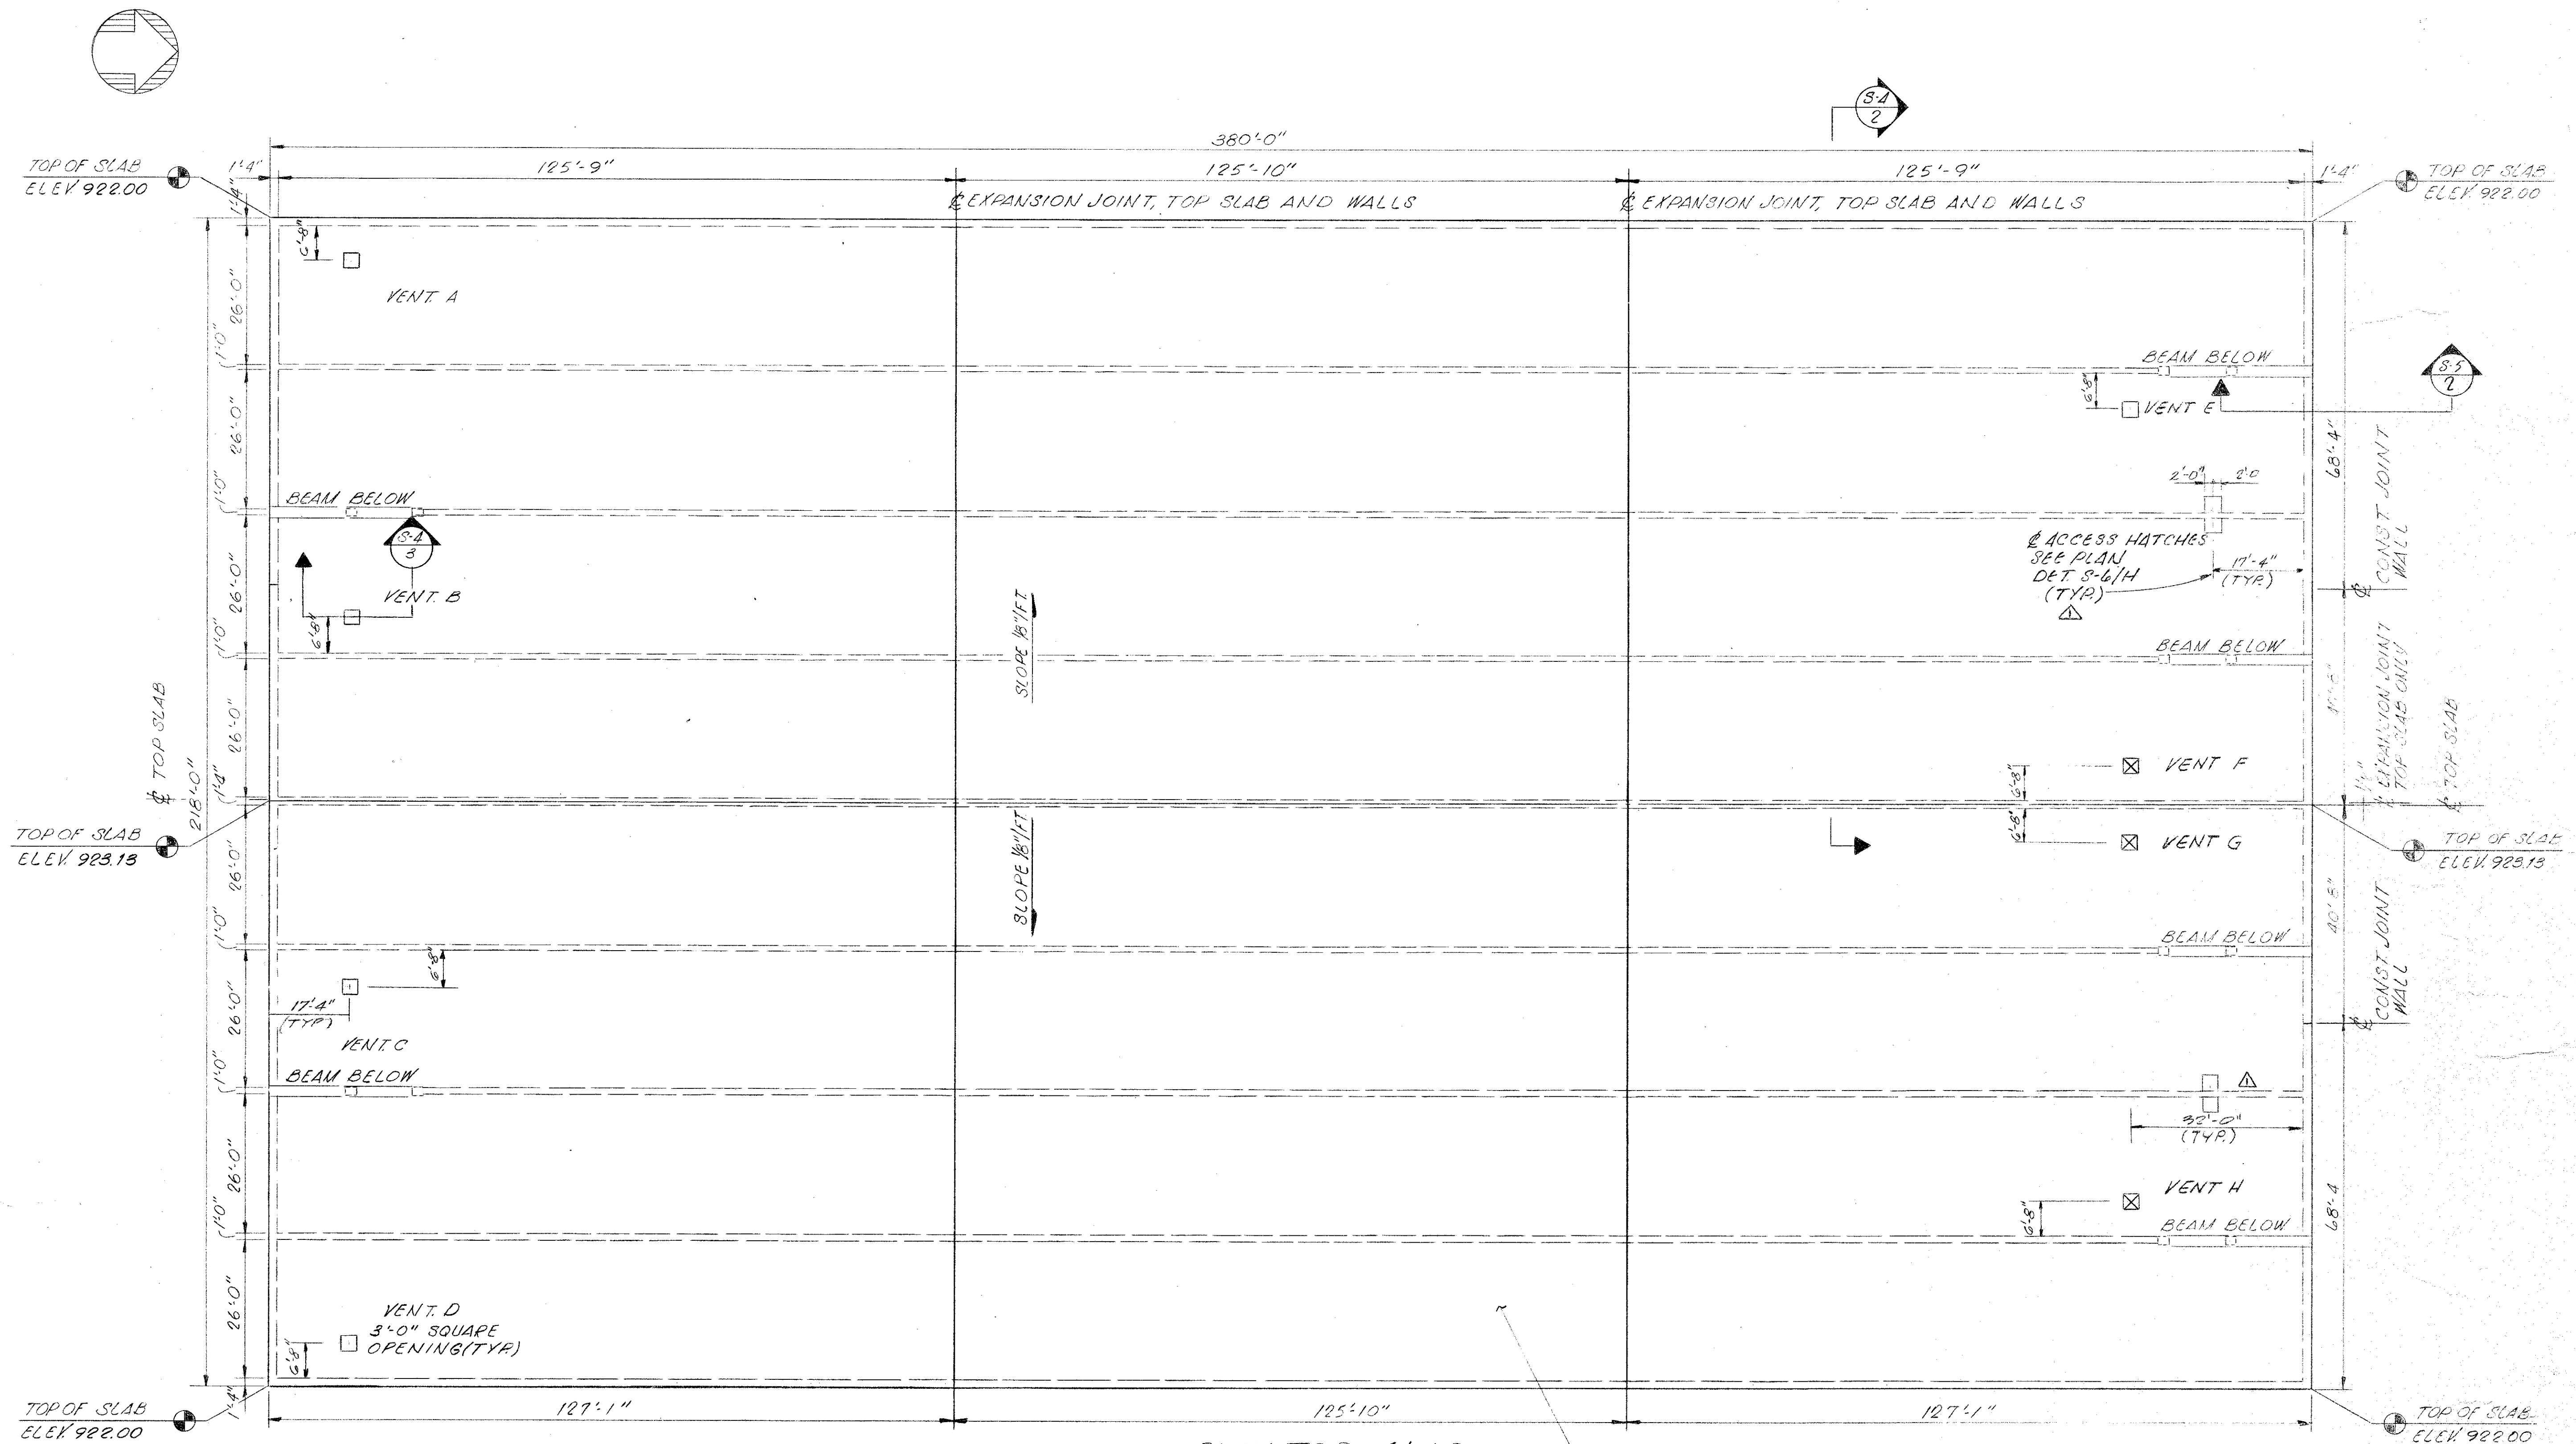 S-4
2
380'-0"
TOP OF SLAB
ELEV. 922.00
1'-4"
125'-9"
125'-10"
125'-9"
1'-4"
TOP OF SLAB
ELEV. 922.00
1'-4"
℄ EXPANSION JOINT, TOP SLAB AND WALLS
℄ EXPANSION JOINT, TOP SLAB AND WALLS
6'-8"
26'-0"
VENT. A
1'-0"
BEAM BELOW
S-5
2
6'-8"
VENT E
26'-0"
68'-4"
CONST. JOINT
WALL
℄
2'-0"
2'-0
1'-0"
BEAM BELOW
S-4
3
℄ ACCESS HATCHES
SEE PLAN
DET. S-6/H
(TYP.)
1
17'-4"
(TYP.)
26'-0"
VENT. B
6'-8"
SLOPE 1/8"/FT.
1'-0"
BEAM BELOW
EXPANSION JOINT
TOP SLAB ONLY
℄ TOP SLAB
26'-0"
℄ TOP SLAB
218'-0"
1'-4"
6'-8"
VENT F
TOP OF SLAB
ELEV. 923.13
26'-0"
SLOPE 1/8"/FT.
6'-8"
VENT G
TOP OF SLAB
ELEV. 923.13
40'-8"
CONST. JOINT
WALL
℄
1'-0"
BEAM BELOW
6'-8"
26'-0"
17'-4"
(TYP.)
VENT. C
1'-0"
BEAM BELOW
1
32'-0"
(TYP.)
26'-0"
VENT H
68'-4
6'-8"
1'-0"
BEAM BELOW
26'-0"
VENT. D
3'-0" SQUARE
OPENING (TYP.)
6'-8"
1'-4"
TOP OF SLAB
ELEV. 922.00
127'-1"
125'-10"
127'-1"
TOP OF SLAB
ELEV. 922.00